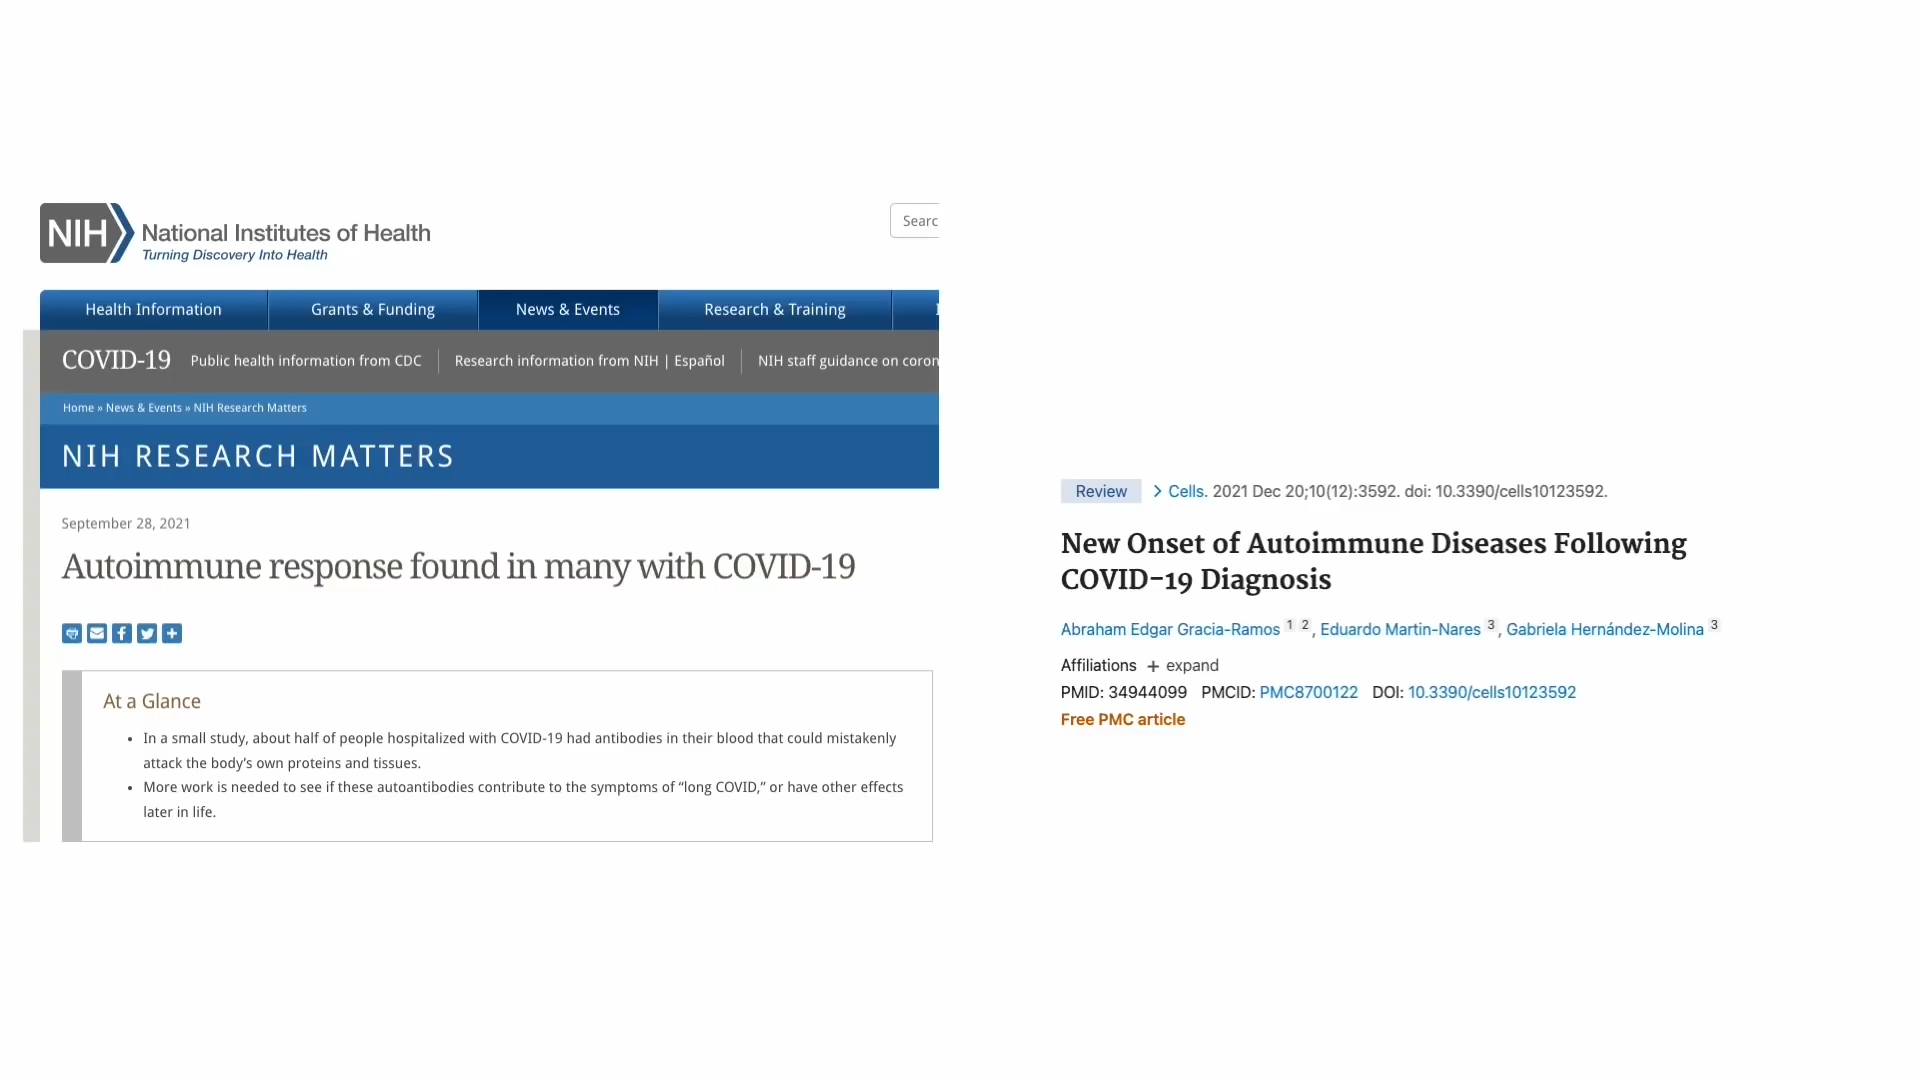 NIH National Institutes of Health
Turning Discovery Into Health
Searc
Health Information Grants & Funding News & Events Research & Training
COVID-19 Public health information from CDC Research information from NIH | Español NIH staff guidance on coron
Home » News & Events » NIH Research Matters
NIH RESEARCH MATTERS
September 28, 2021
Autoimmune response found in many with COVID-19
At a Glance
• In a small study, about half of people hospitalized with COVID-19 had antibodies in their blood that could mistakenly
attack the body’s own proteins and tissues.
• More work is needed to see if these autoantibodies contribute to the symptoms of “long COVID,” or have other effects
later in life.
Review > Cells. 2021 Dec 20;10(12):3592. doi: 10.3390/cells10123592.
New Onset of Autoimmune Diseases Following
COVID-19 Diagnosis
Abraham Edgar Gracia-Ramos 1 2, Eduardo Martin-Nares 3, Gabriela Hernández-Molina 3
Affiliations + expand
PMID: 34944099 PMCID: PMC8700122 DOI: 10.3390/cells10123592
Free PMC article